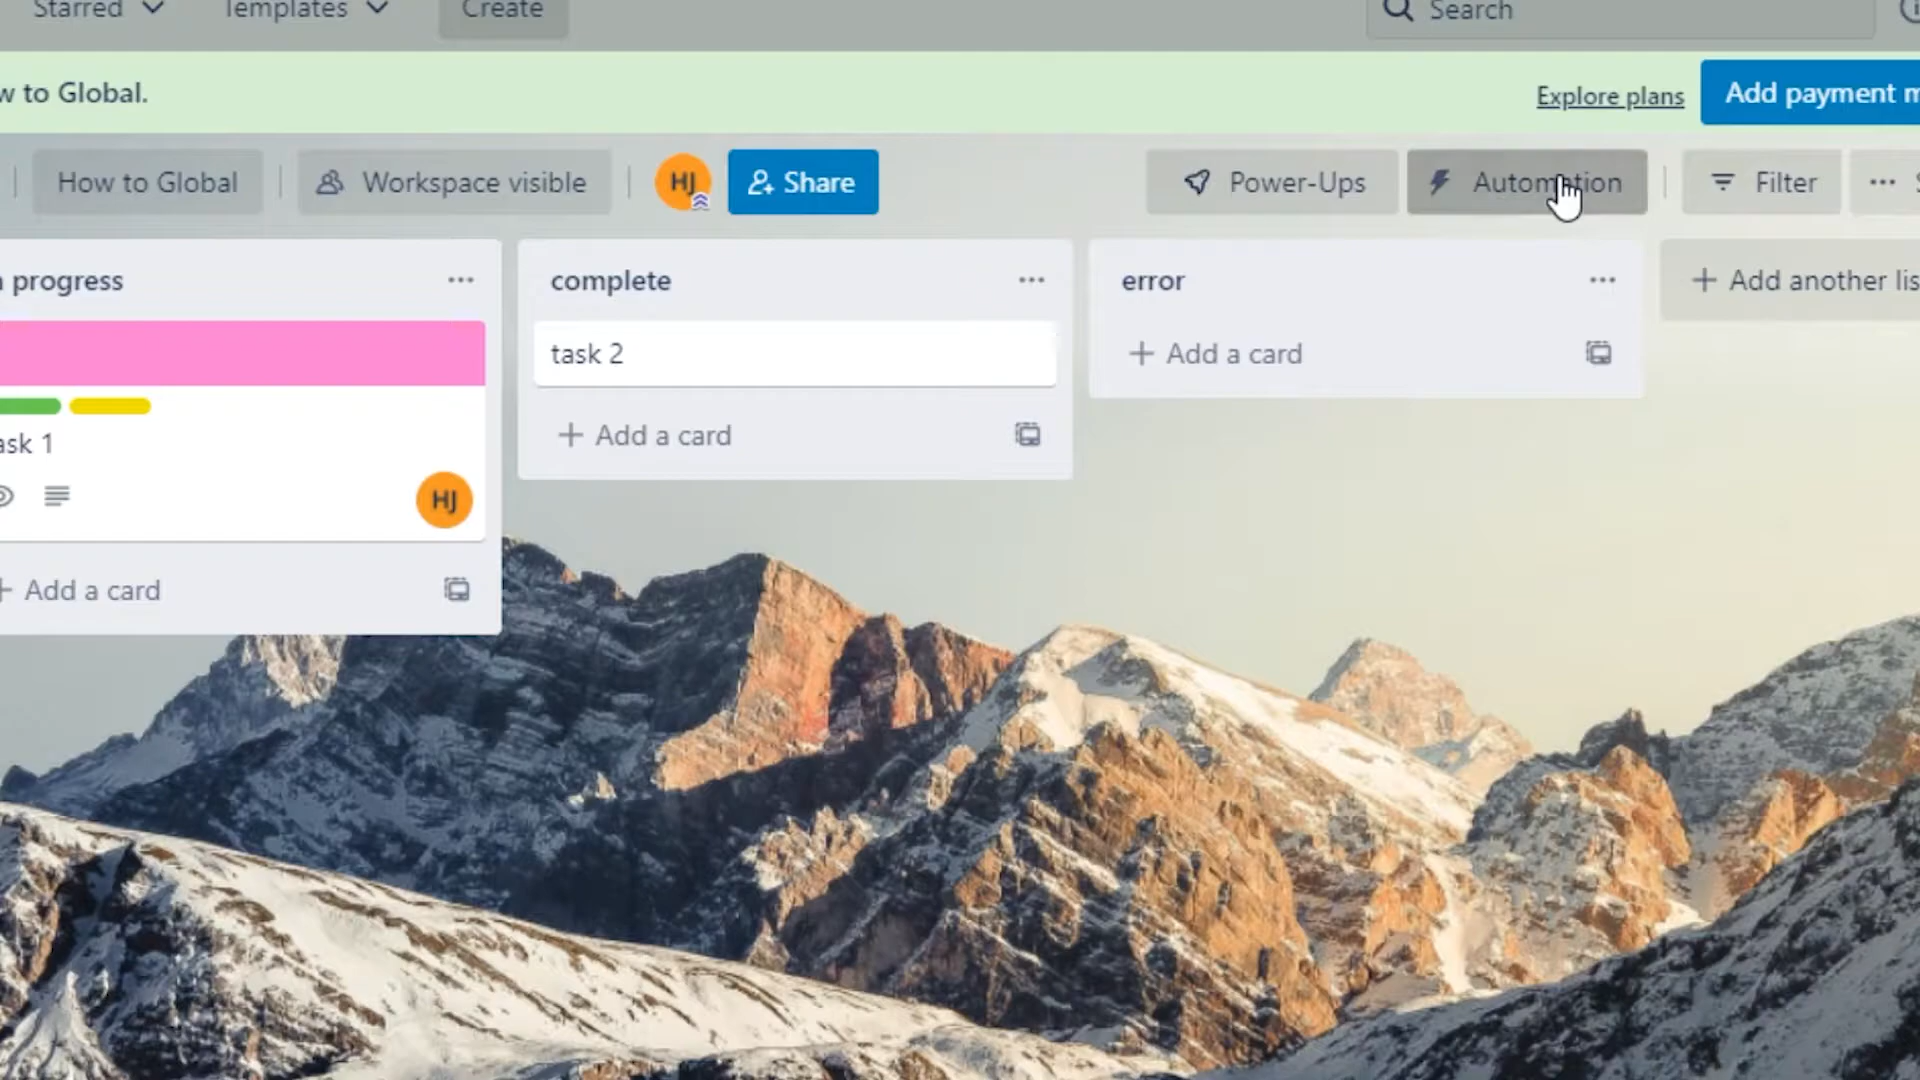 Starred
Templates
Create
Search
w to Global.
Explore plans
Add payment m
How to Global
Workspace visible
HJ
Share
Power-Ups
Automation
Filter
progress
complete
error
Add another lis
task 2
Add a card
Add a card
ask 1
HJ
Add a card